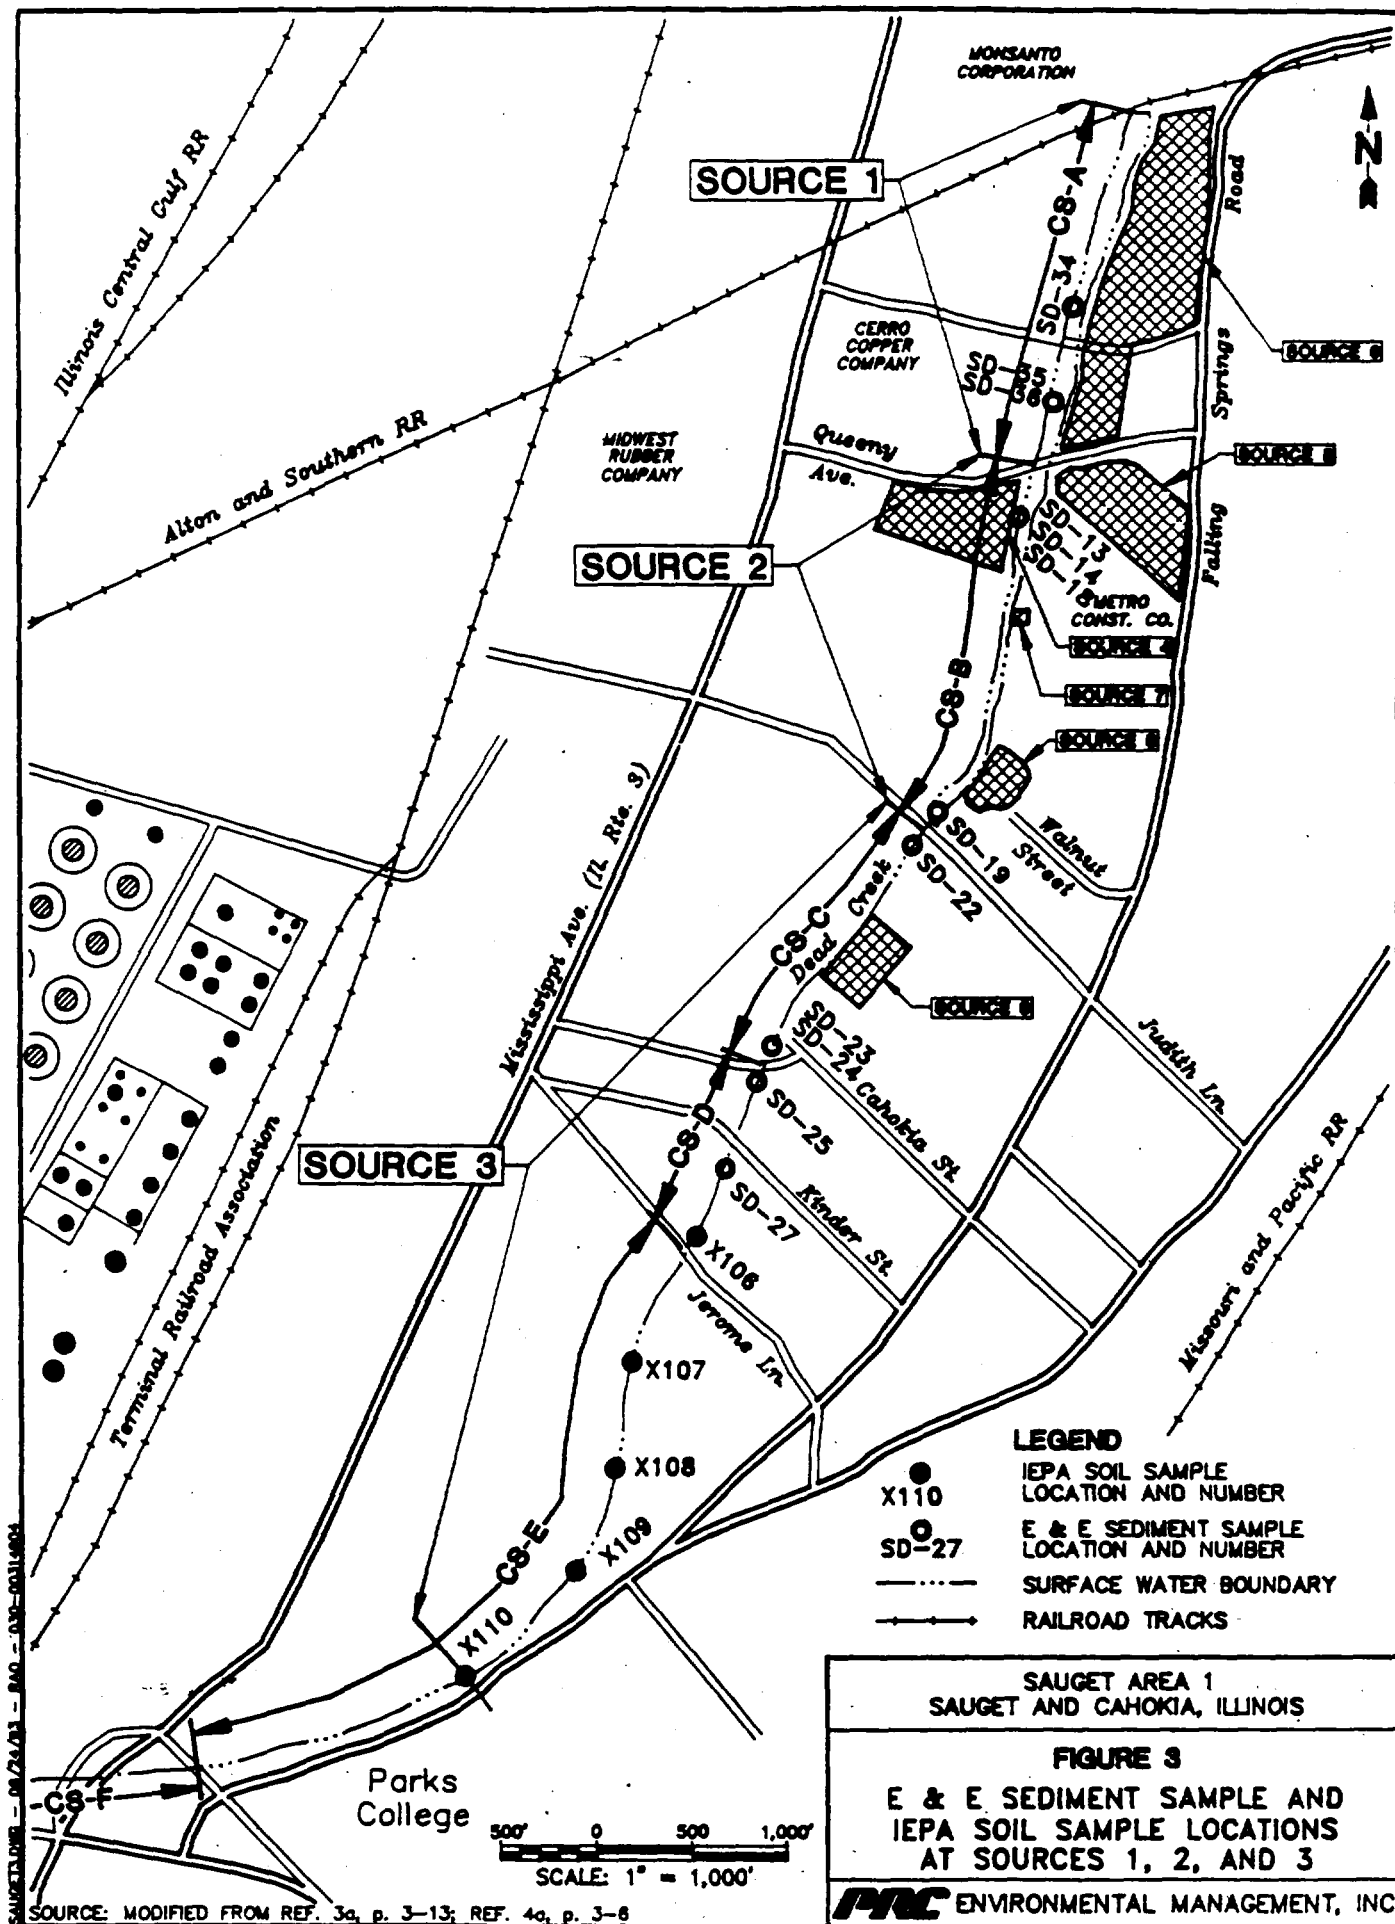 MONSANTO
CORPORATION
N
Illinois Central Gulf RR
SOURCE 1
CS-A
Road
SD-34
CERRO
COPPER
COMPANY
SD-35
SD-36
Springs
Alton and Southern RR
MIDWEST
RUBBER
COMPANY
Queeny
Ave.
SD-13
SD-14
SD-18
Falling
SOURCE 2
METRO
CONST. CO.
SOURCE 4
CS-B
SOURCE 7
Mississippi Ave. (IL Rte. 3)
Walnut
Street
SD-19
SD-22
Creek
CS-C
Dead
SD-23
SD-24
Judith Ln.
Cahokia St.
SD-25
CS-D
SOURCE 3
SD-27
Kinder St.
Missouri and Pacific RR
X106
Jerome Ln.
X107
Terminal Railroad Association
X108
CS-E
X109
X110
CS-F
Parks
College
LEGEND
X110
IEPA SOIL SAMPLE
LOCATION AND NUMBER
SD-27
E & E SEDIMENT SAMPLE
LOCATION AND NUMBER
SURFACE WATER BOUNDARY
RAILROAD TRACKS
500' 0 500' 1,000'
SCALE: 1" = 1,000'
SAUGET AREA 1
SAUGET AND CAHOKIA, ILLINOIS
FIGURE 3
E & E SEDIMENT SAMPLE AND
IEPA SOIL SAMPLE LOCATIONS
AT SOURCES 1, 2, AND 3
PRC ENVIRONMENTAL MANAGEMENT, INC
SOURCE: MODIFIED FROM REF. 3a, p. 3-13; REF. 4a, p. 3-6